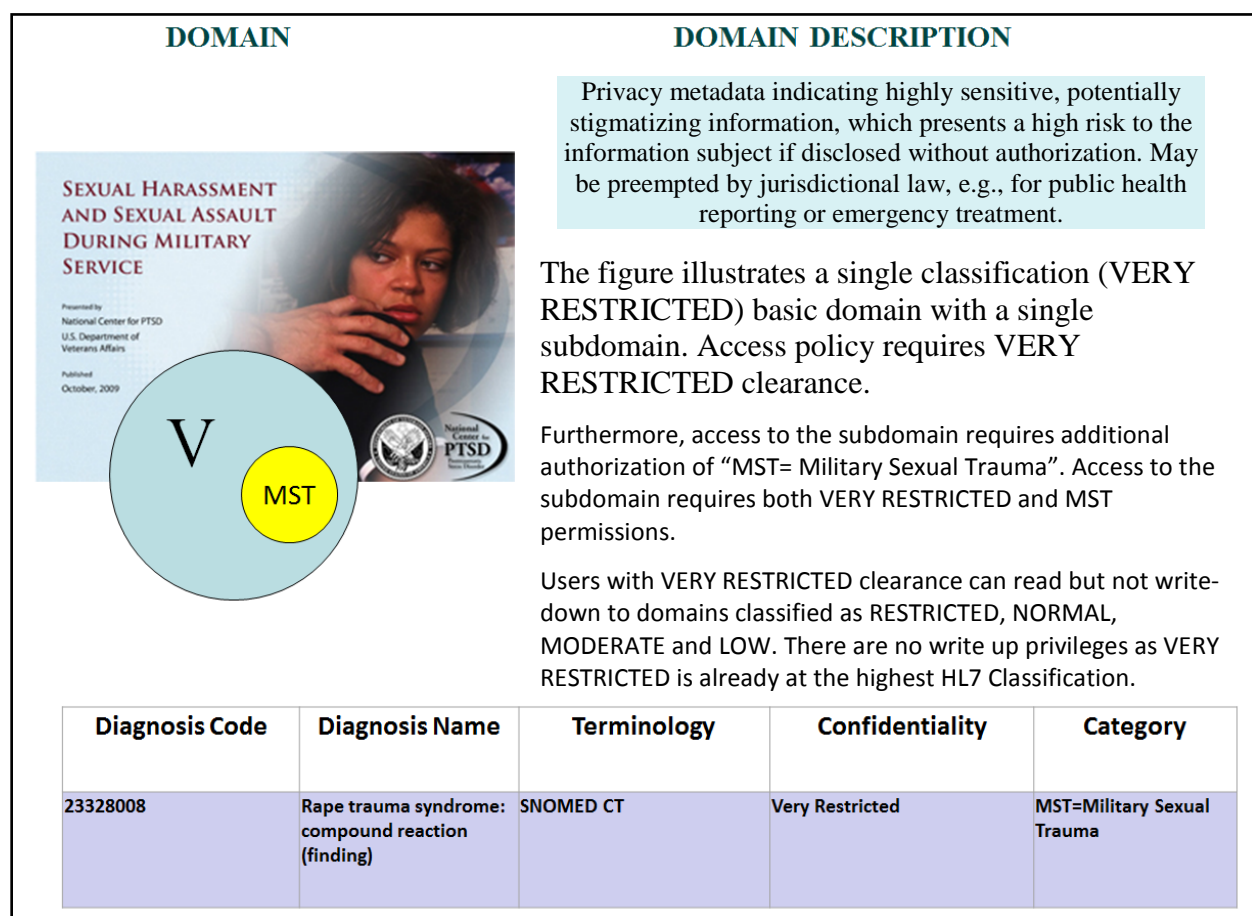 DOMAIN
DOMAIN DESCRIPTION
Privacy metadata indicating highly sensitive, potentially
stigmatizing information, which presents a high risk to the
information subject if disclosed without authorization. May
be preempted by jurisdictional law, e.g., for public health
reporting or emergency treatment.
SEXUAL HARASSMENT
AND SEXUAL ASSAULT
DURING MILITARY
SERVICE
Presented by
National Center for PTSD
U.S. Department of
Veterans Affairs
Published
October, 2009
National
Center for
PTSD
V
MST
The figure illustrates a single classification (VERY
RESTRICTED) basic domain with a single
subdomain. Access policy requires VERY
RESTRICTED clearance.
Furthermore, access to the subdomain requires additional
authorization of “MST= Military Sexual Trauma”. Access to the
subdomain requires both VERY RESTRICTED and MST
permissions.
Users with VERY RESTRICTED clearance can read but not write-
down to domains classified as RESTRICTED, NORMAL,
MODERATE and LOW. There are no write up privileges as VERY
RESTRICTED is already at the highest HL7 Classification.
Diagnosis Code Diagnosis Name Terminology Confidentiality Category
23328008 Rape trauma syndrome: SNOMED CT Very Restricted MST=Military Sexual
compound reaction Trauma
(finding)